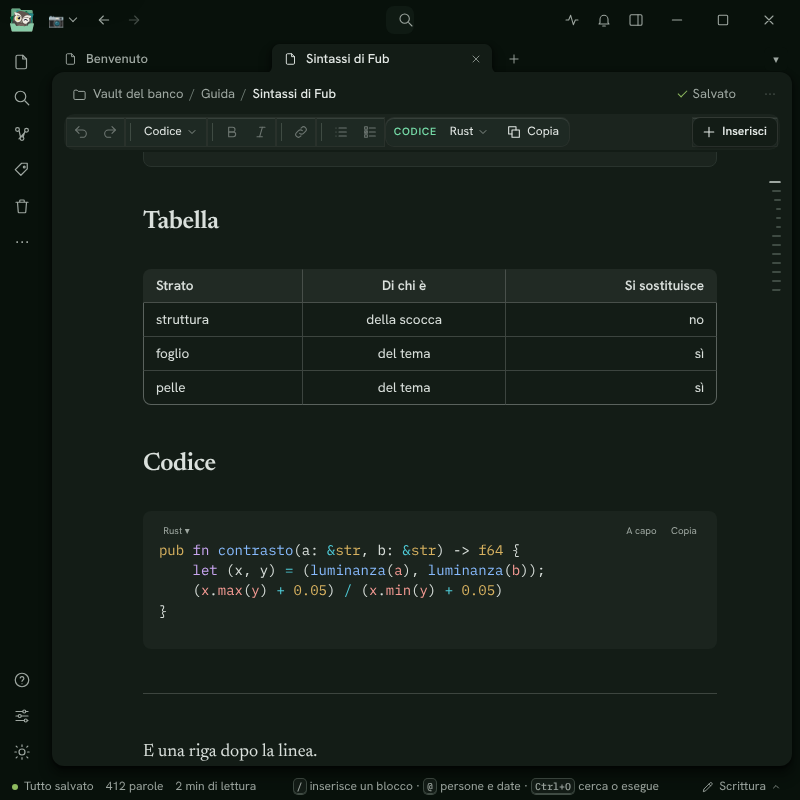 Benvenuto
Sintassi di Fub
Vault del banco / Guida / Sintassi di Fub
Salvato
Codice
B
I
CODICE
Rust
Copia
Inserisci
Tabella
Strato Di chi è Si sostituisce
struttura della scocca no
foglio del tema sì
pelle del tema sì
Codice
Rust ▾
A capo Copia
pub fn contrasto(a: &str, b: &str) -> f64 {
    let (x, y) = (luminanza(a), luminanza(b));
    (x.max(y) + 0.05) / (x.min(y) + 0.05)
}
E una riga dopo la linea.
Tutto salvato 412 parole 2 min di lettura
/ inserisce un blocco · @ persone e date · Ctrl+O cerca o esegue
Scrittura